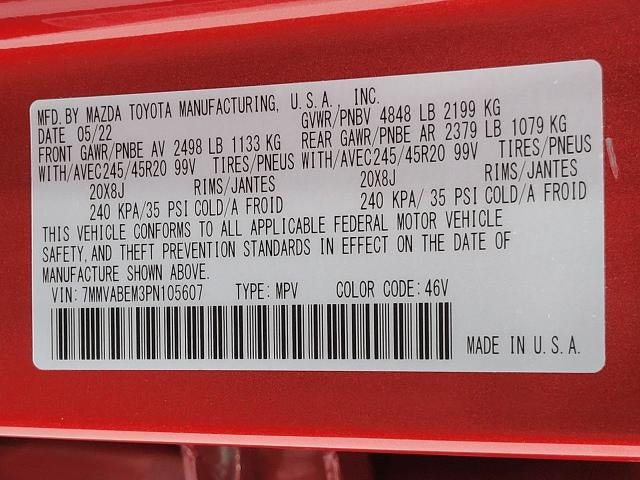 MFD. BY MAZDA TOYOTA MANUFACTURING, U.S.A., INC.
DATE 05/22 GVWR/PNBV 4848 LB 2199 KG
FRONT GAWR/PNBE AV 2498 LB 1133 KG REAR GAWR/PNBE AR 2379 LB 1079 KG
WITH/AVEC245/45R20 99V TIRES/PNEUS WITH/AVEC245/45R20 99V TIRES/PNEUS
20X8J RIMS/JANTES 20X8J RIMS/JANTES
240 KPA/35 PSI COLD/A FROID 240 KPA/35 PSI COLD/A FROID
THIS VEHICLE CONFORMS TO ALL APPLICABLE FEDERAL MOTOR VEHICLE
SAFETY, AND THEFT PREVENTION STANDARDS IN EFFECT ON THE DATE OF
MANUFACTURE SHOWN ABOVE.
VIN: 7MMVABEM3PN105607 TYPE: MPV COLOR CODE: 46V
MADE IN U.S.A.